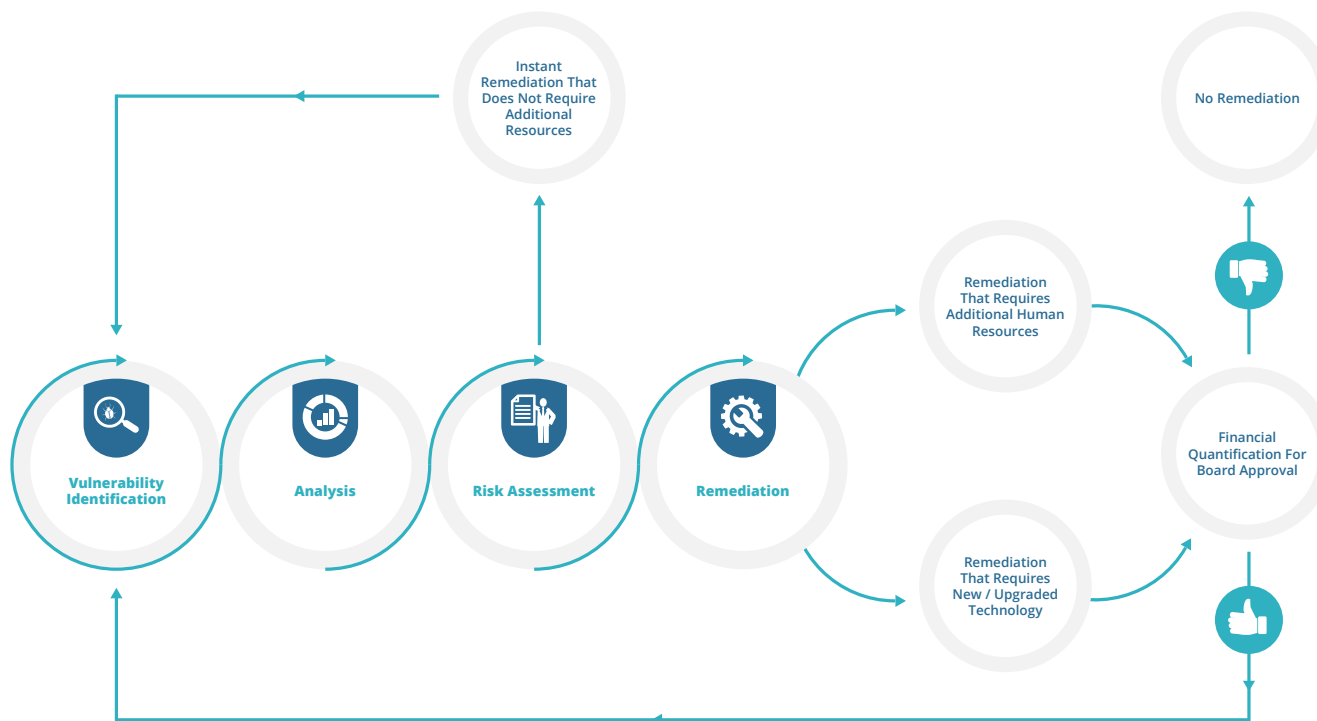 Instant
Remediation That
Does Not Require
Additional
Resources
No Remediation
Remediation
That Requires
Additional Human
Resources
Vulnerability
Identification
Analysis
Risk Assessment
Remediation
Financial
Quantification For
Board Approval
Remediation
That Requires
New / Upgraded
Technology